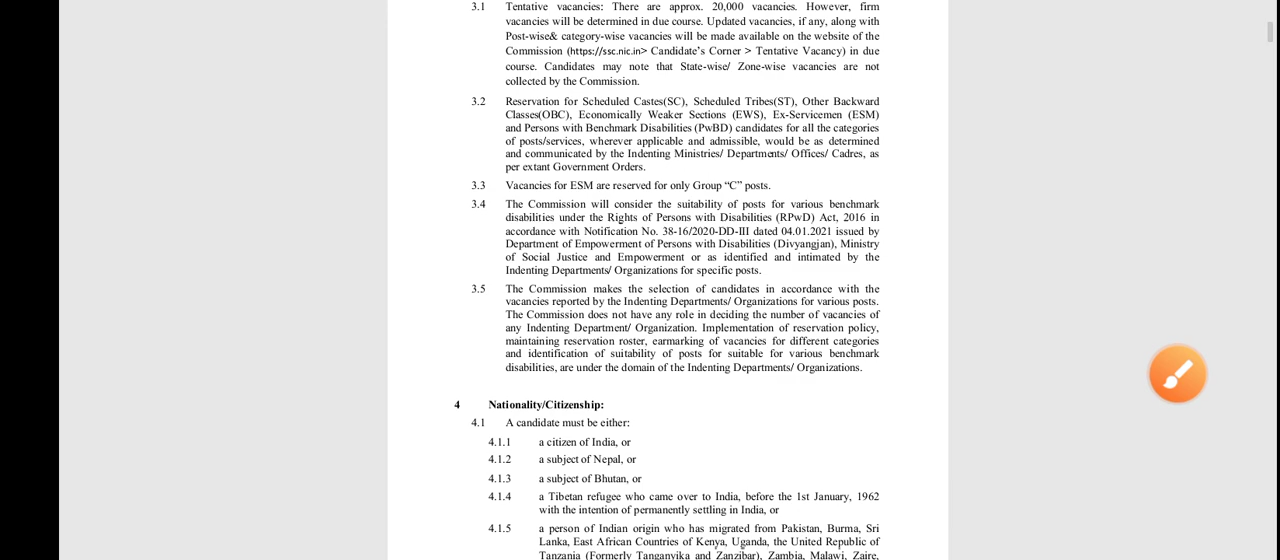 3.1 Tentative vacancies: There are approx. 20,000 vacancies. However, firm
vacancies will be determined in due course. Updated vacancies, if any, along with
Post-wise& category-wise vacancies will be made available on the website of the
Commission (https://ssc.nic.in> Candidate’s Corner > Tentative Vacancy) in due
course. Candidates may note that State-wise/ Zone-wise vacancies are not
collected by the Commission.
3.2 Reservation for Scheduled Castes(SC), Scheduled Tribes(ST), Other Backward
Classes(OBC), Economically Weaker Sections (EWS), Ex-Servicemen (ESM)
and Persons with Benchmark Disabilities (PwBD) candidates for all the categories
of posts/services, wherever applicable and admissible, would be as determined
and communicated by the Indenting Ministries/ Departments/ Offices/ Cadres, as
per extant Government Orders.
3.3 Vacancies for ESM are reserved for only Group “C” posts.
3.4 The Commission will consider the suitability of posts for various benchmark
disabilities under the Rights of Persons with Disabilities (RPwD) Act, 2016 in
accordance with Notification No. 38-16/2020-DD-III dated 04.01.2021 issued by
Department of Empowerment of Persons with Disabilities (Divyangjan), Ministry
of Social Justice and Empowerment or as identified and intimated by the
Indenting Departments/ Organizations for specific posts.
3.5 The Commission makes the selection of candidates in accordance with the
vacancies reported by the Indenting Departments/ Organizations for various posts.
The Commission does not have any role in deciding the number of vacancies of
any Indenting Department/ Organization. Implementation of reservation policy,
maintaining reservation roster, earmarking of vacancies for different categories
and identification of suitability of posts for suitable for various benchmark
disabilities, are under the domain of the Indenting Departments/ Organizations.
4 Nationality/Citizenship:
4.1 A candidate must be either:
4.1.1 a citizen of India, or
4.1.2 a subject of Nepal, or
4.1.3 a subject of Bhutan, or
4.1.4 a Tibetan refugee who came over to India, before the 1st January, 1962
with the intention of permanently settling in India, or
4.1.5 a person of Indian origin who has migrated from Pakistan, Burma, Sri
Lanka, East African Countries of Kenya, Uganda, the United Republic of
Tanzania (Formerly Tanganyika and Zanzibar), Zambia, Malawi, Zaire,